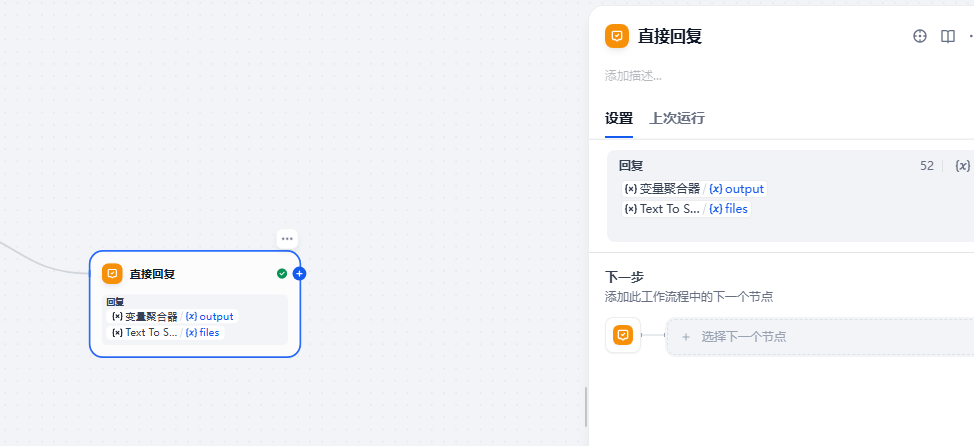 直接回复
回复
{x} 变量聚合器 / {x} output
{x} Text To S... / {x} files
直接回复
添加描述...
设置 上次运行
回复 52 {x}
{x} 变量聚合器 / {x} output
{x} Text To S... / {x} files
下一步
添加此工作流程中的下一个节点
+ 选择下一个节点